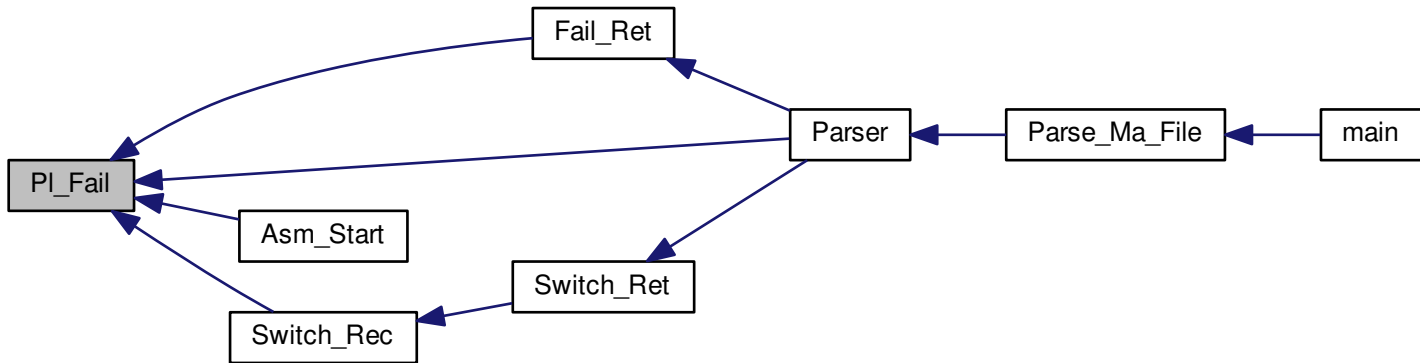 Fail_Ret
Parser
Parse_Ma_File
main
Pl_Fail
Asm_Start
Switch_Ret
Switch_Rec